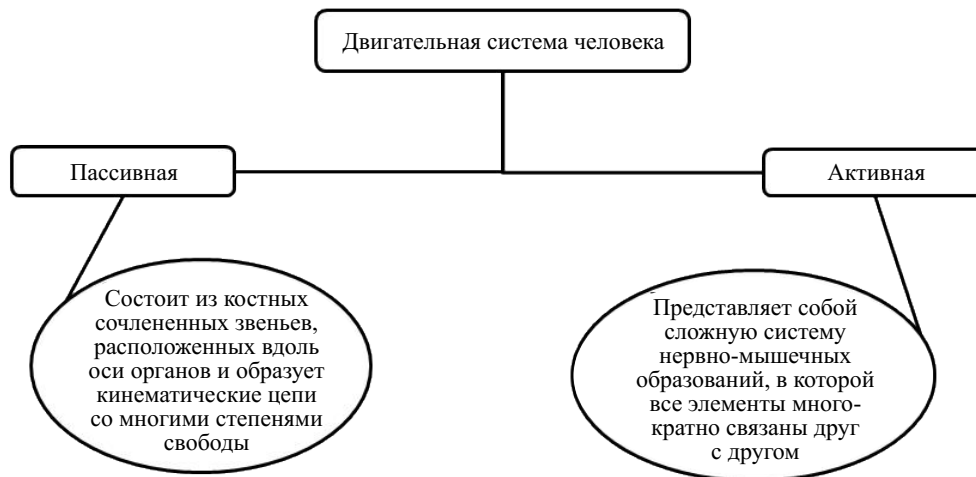 Двигательная система человека
Пассивная
Активная
Состоит из костных
сочлененных звеньев,
расположенных вдоль
оси органов и образует
кинематические цепи
со многими степенями
свободы
Представляет собой
сложную систему
нервно-мышечных
образований, в которой
все элементы много-
кратно связаны друг
с другом